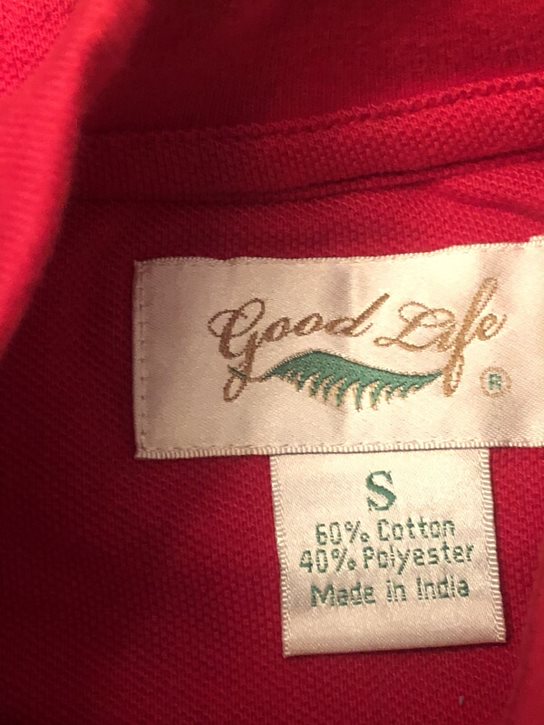 Good Life
®
S
60% Cotton
40% Polyester
Made in India